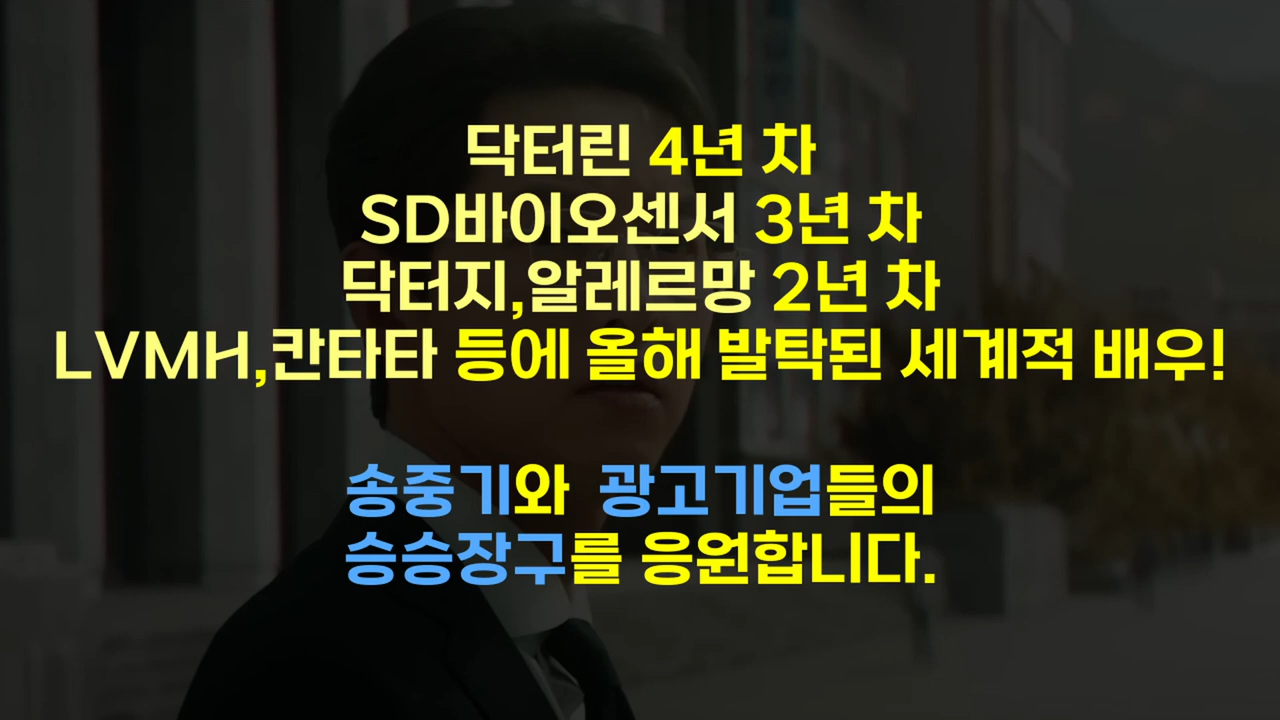 닥터린 4년 차
SD바이오센서 3년 차
닥터지,알레르망 2년 차
LVMH,칸타타 등에 올해 발탁된 세계적 배우!
송중기와 광고기업들의
승승장구를 응원합니다.